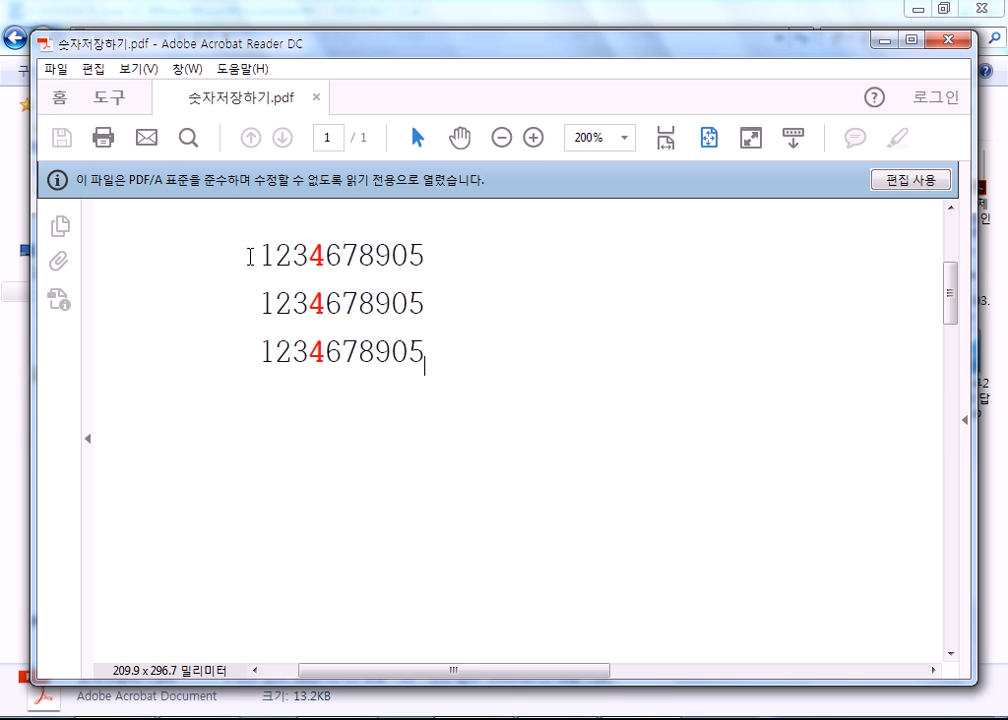 숫자저장하기.pdf - Adobe Acrobat Reader DC
파일 편집 보기(V) 창(W) 도움말(H)
홈 도구 숫자저장하기.pdf × ? 로그인
1 / 1 200%
이 파일은 PDF/A 표준을 준수하며 수정할 수 없도록 읽기 전용으로 열렸습니다. 편집 사용
1234678905
1234678905
1234678905
209.9 x 296.7 밀리미터
Adobe Acrobat Document 크기: 13.2KB